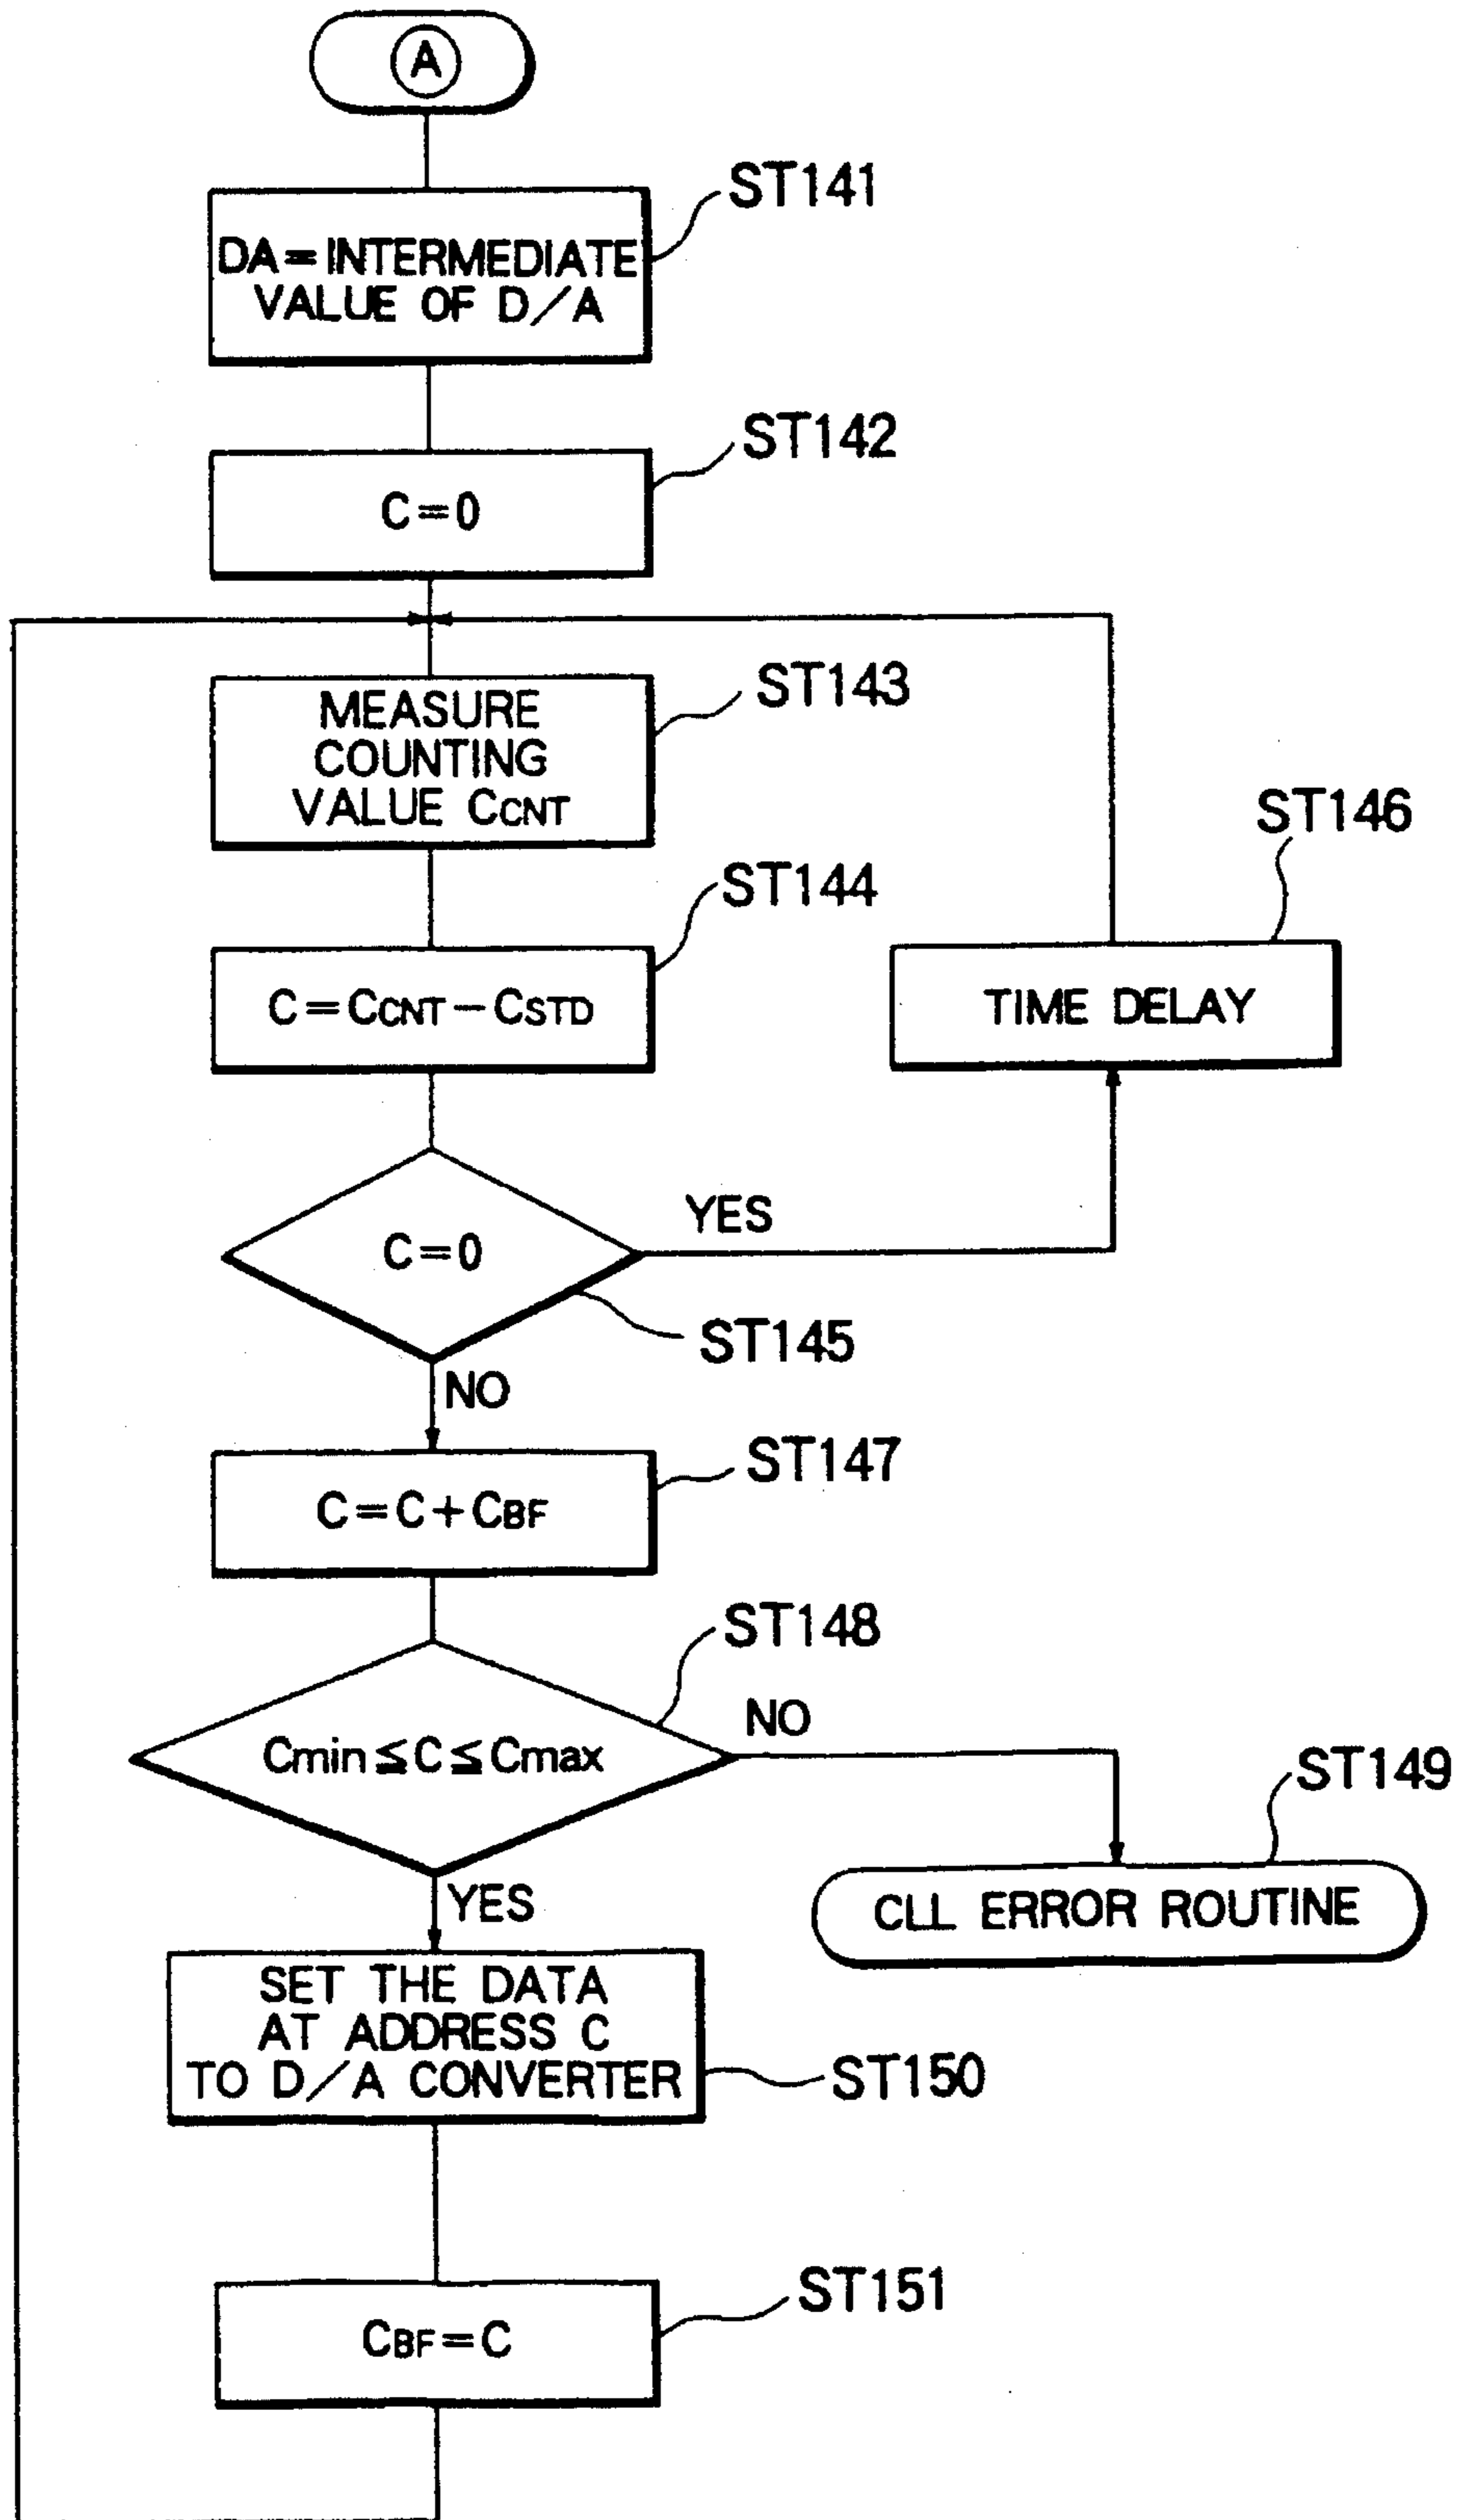 A
ST141
DA=INTERMEDIATE
VALUE OF D/A
ST142
C=0
ST143
MEASURE
COUNTING
VALUE CCNT
ST146
ST144
C=CCNT-CSTD
TIME DELAY
YES
C=0
ST145
NO
ST147
C=C+CBF
ST148
NO
Cmin≦C≦Cmax
ST149
YES
CLL ERROR ROUTINE
SET THE DATA
AT ADDRESS C
TO D/A CONVERTER
ST150
ST151
CBF=C